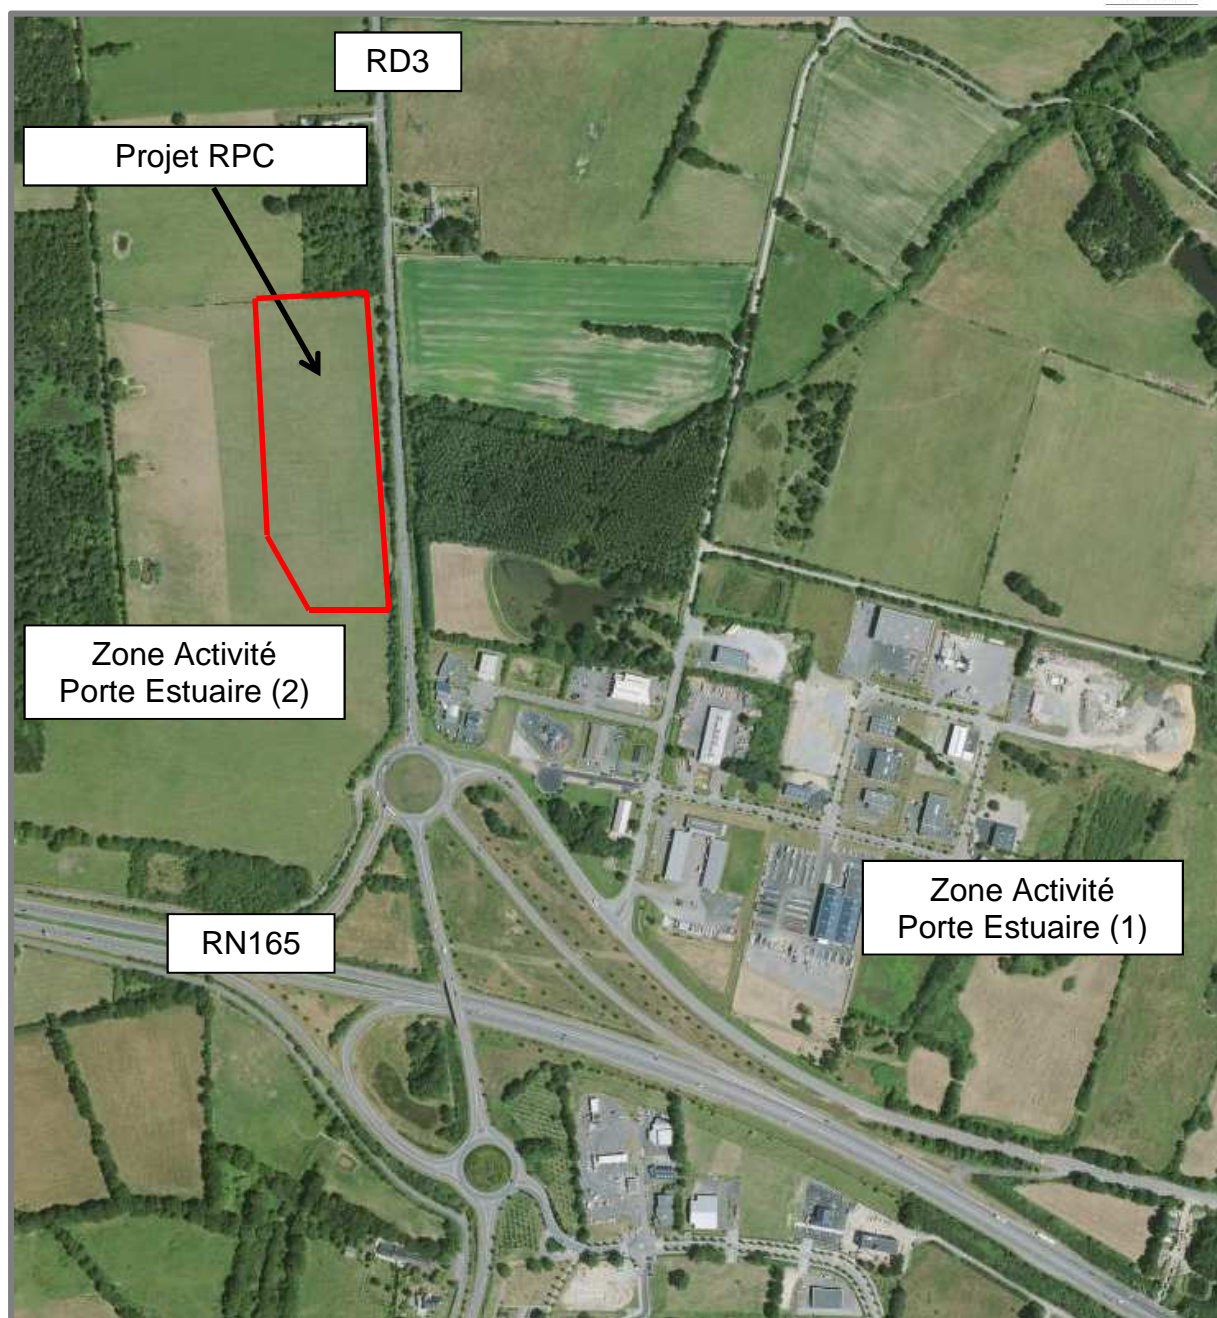 RD3
Projet RPC
Zone Activité
Porte Estuaire (2)
Zone Activité
Porte Estuaire (1)
RN165